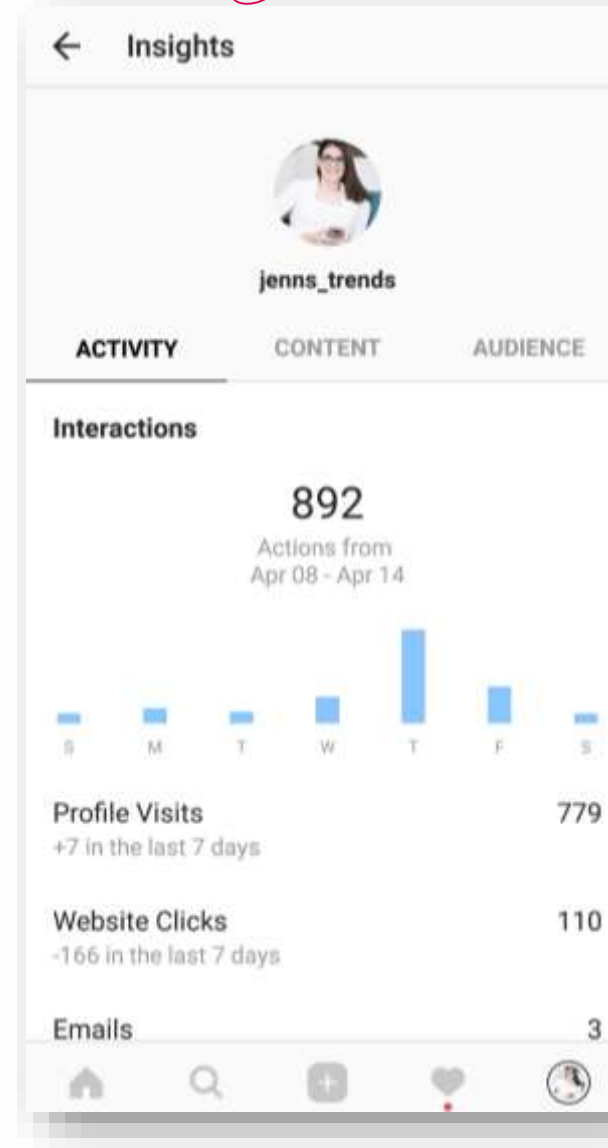 Insights
jenns_trends
ACTIVITY CONTENT AUDIENCE
Interactions
892
Actions from
Apr 08 - Apr 14
S M T W T F S
Profile Visits 779
+7 in the last 7 days
Website Clicks 110
-166 in the last 7 days
Emails 3